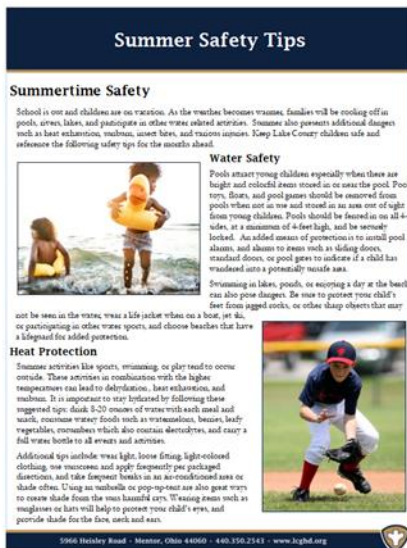 Summer Safety Tips
Summertime Safety
School is out and children are on vacation. As the weather becomes warmer, families will be cooling off in
pools, rivers, lakes, and participate in other water related activities. Summer also presents additional dangers
such as heat exhaustion, sunburn, insect bites, and various injuries. Keep Lake County children safe and
reference the following safety tips for the months ahead.
Water Safety
Pools attract young children especially when there are
bright and colorful items stored in or near the pool. Pool
toys, floats, and pool games should be removed from
pools when not in use and stored in an area out of sight
from young children. Pools should be fenced in on all 4-
sides, at a minimum of 4-feet high, and be securely
locked. An added means of protection is to install pool
alarms, and alarms to items such as sliding doors,
standard doors, or pool gates to indicate if a child has
wandered into a potentially unsafe area.
Swimming in lakes, ponds, or enjoying a day at the beach
can also pose dangers. Be sure to protect your child's
feet from jagged rocks, or other sharp objects that may
not be seen in the water, wear a life jacket when on a boat, jet ski,
or participating in other water sports, and choose beaches that have
a lifeguard for added protection.
Heat Protection
Summer activities like sports, swimming, or play tend to occur
outside. These activities in combination with the higher
temperatures can lead to dehydration, heat exhaustion, and
sunburn. It is important to stay hydrated by following these
suggested tips: drink 8-20 ounces of water with each meal and
snack, consume watery foods such as watermelons, berries, leafy
vegetables, cucumbers which also contain electrolytes, and carry a
full water bottle to all events and activities.
Additional tips include: wear light, loose fitting, light-colored
clothing, use sunscreen and apply frequently per packaged
directions, and take frequent breaks in an air-conditioned area or
shade often. Using an umbrella or pop-up-tent are also great ways
to create shade from the suns harmful rays. Wearing items such as
sunglasses or hats will help to protect your child's eyes, and
provide shade for the face, neck and ears.
5966 Heisley Road - Mentor, Ohio 44060 - 440.350.2543 - www.lcghd.org